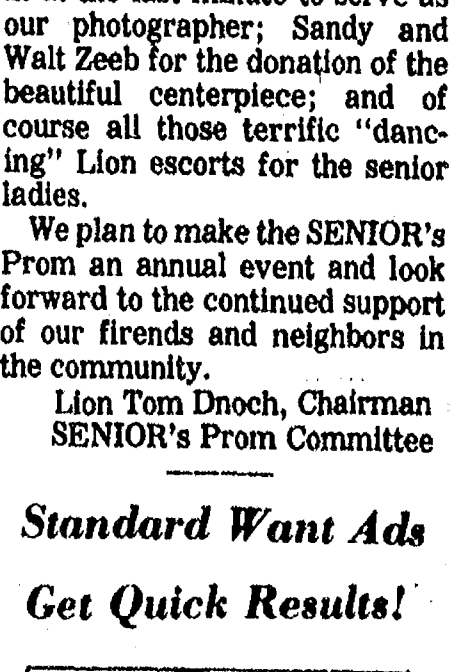 our photographer; Sandy and
Walt Zeeb for the donation of the
beautiful centerpiece; and of
course all those terrific "danc-
ing" Lion escorts for the senior
ladies.
We plan to make the SENIOR's
Prom an annual event and look
forward to the continued support
of our firends and neighbors in
the community.
Lion Tom Dnoch, Chairman
SENIOR's Prom Committee
Standard Want Ads
Get Quick Results!